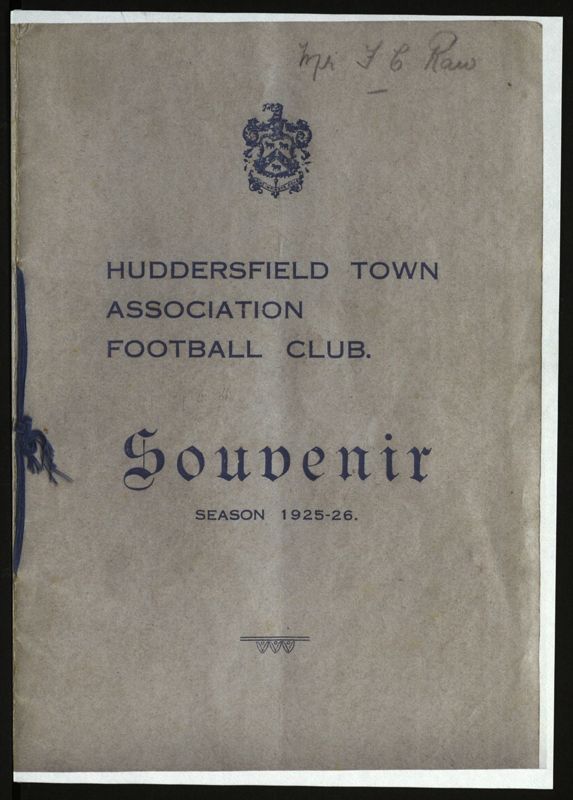 Mr F C Raw
HUDDERSFIELD TOWN
ASSOCIATION
FOOTBALL CLUB.
Souvenir
SEASON 1925-26.